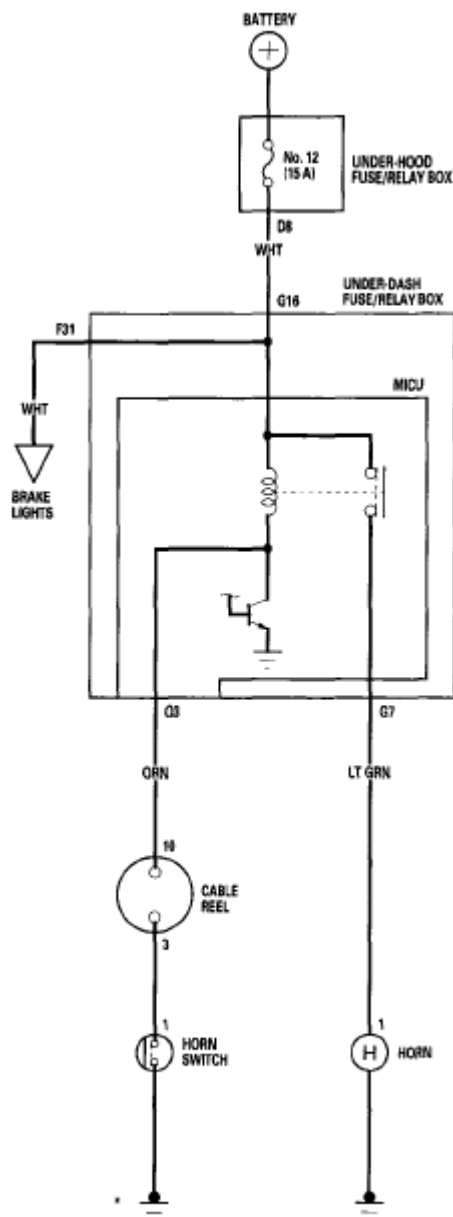 BATTERY
+
No. 12
(15 A)
UNDER-HOOD
FUSE/RELAY BOX
D8
WHT
UNDER-DASH
FUSE/RELAY BOX
G16
F31
MICU
WHT
BRAKE
LIGHTS
G7
ORN
LT GRN
10
CABLE
REEL
3
1
HORN
SWITCH
1
H
HORN
*